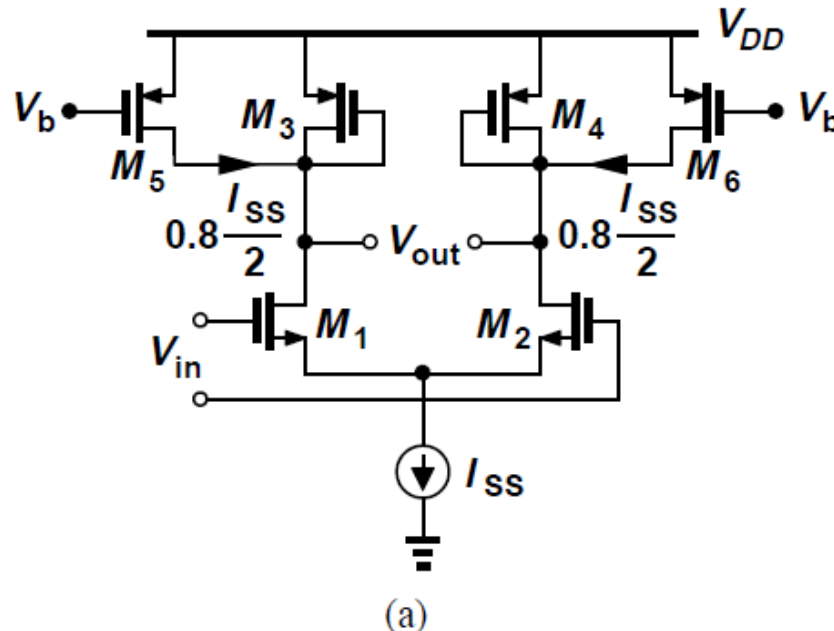 V_DD
V_b M_3 M_4 V_b
M_5 M_6
0.8 I_SS/2 V_out 0.8 I_SS/2
M_1 M_2
V_in
I_SS
(a)